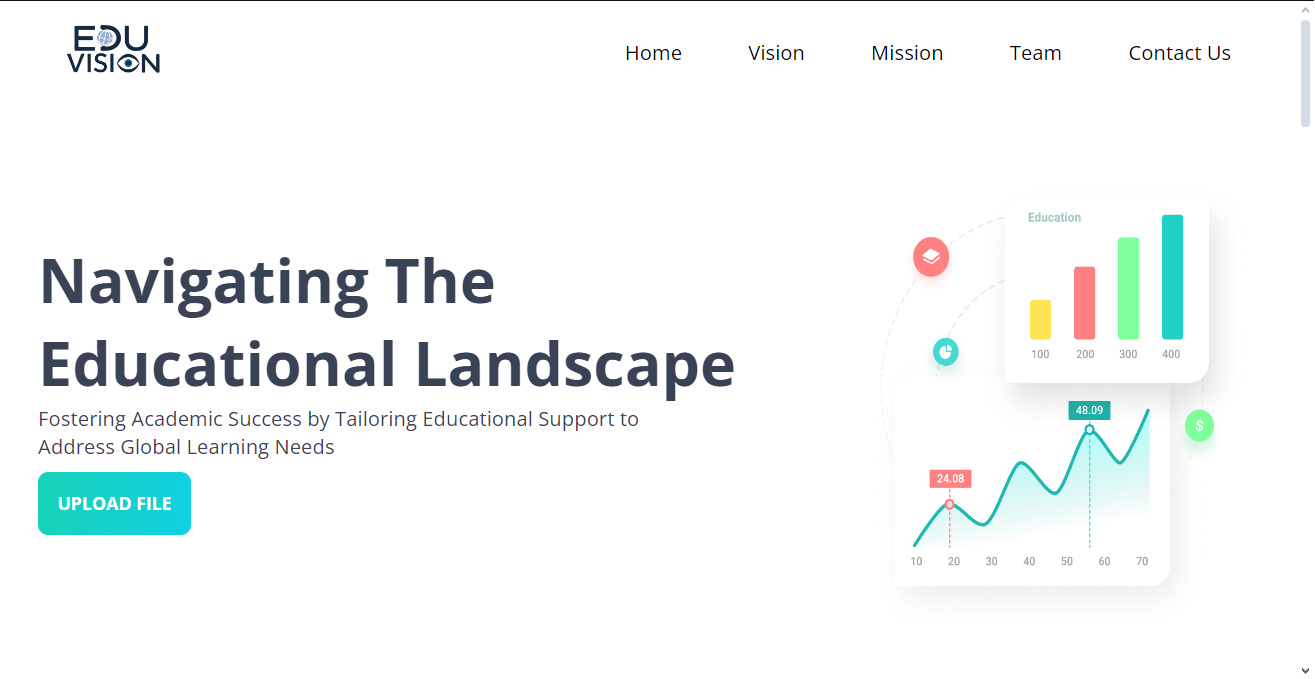 EDU
VISION
Home
Vision
Mission
Team
Contact Us
Navigating The
Educational Landscape
Fostering Academic Success by Tailoring Educational Support to
Address Global Learning Needs
UPLOAD FILE
Education
100 200 300 400
48.09
$
24.08
10 20 30 40 50 60 70